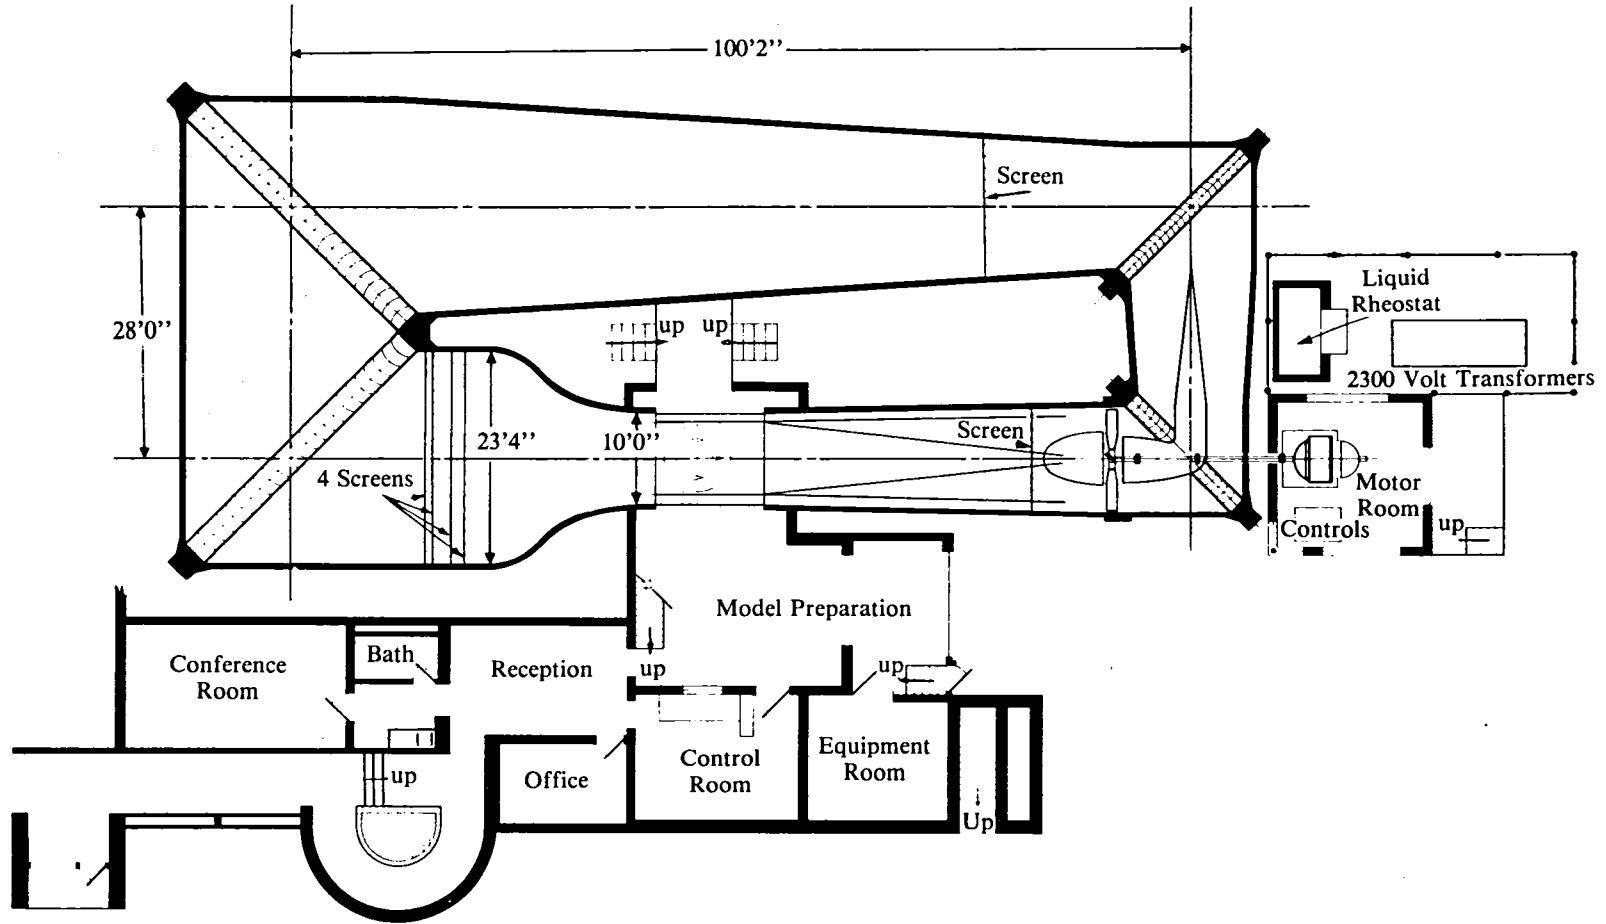 100'2''
Screen
28'0''
up
up
Liquid
Rheostat
2300 Volt Transformers
23'4''
10'0''
Screen
4 Screens
Motor
Room
Controls
up
Model Preparation
Conference
Room
Bath
Reception
up
up
Control
Room
Equipment
Room
Office
up
Up